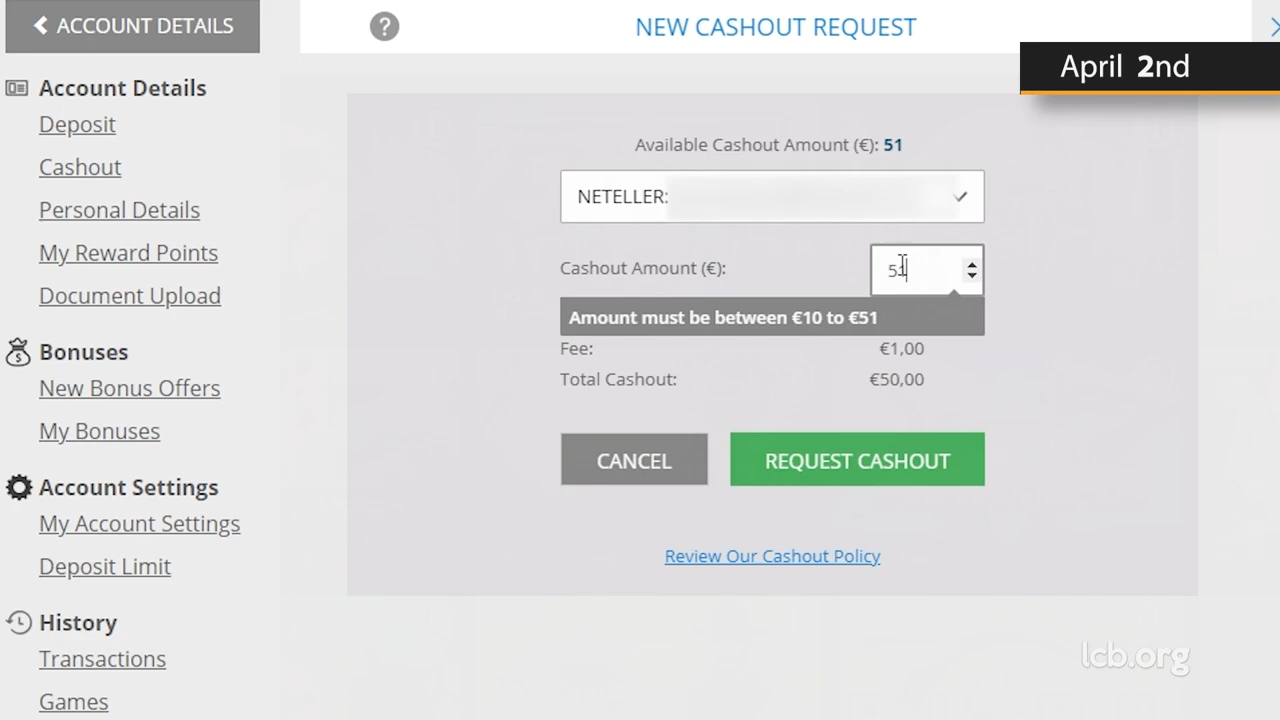 ACCOUNT DETAILS
? NEW CASHOUT REQUEST
April 2nd
Account Details
Deposit
Cashout
Personal Details
My Reward Points
Document Upload
Bonuses
New Bonus Offers
My Bonuses
Account Settings
My Account Settings
Deposit Limit
History
Transactions
Games
Available Cashout Amount (€): 51
NETELLER:
Cashout Amount (€): 51
Amount must be between €10 to €51
Fee: €1,00
Total Cashout: €50,00
CANCEL REQUEST CASHOUT
Review Our Cashout Policy
lcb.org